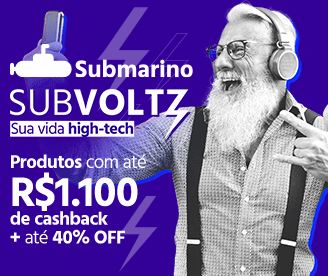 Submarino
SUBVOLTZ
Sua vida high-tech
Produtos com até
R$1.100
de cashback
+ até 40% OFF